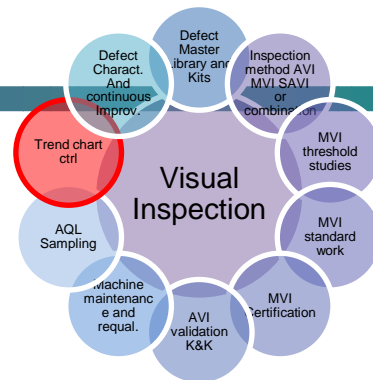 Defect
Master
Library and
Kits
Inspection
method AVI
MVI SAVI
or
combination
MVI
threshold
studies
MVI
standard
work
MVI
Certification
AVI
validation
K&K
Machine
maintenanc
e and
requal.
AQL
Sampling
Trend chart
ctrl
Defect
Charact.
And
continuous
Improv.
Visual
Inspection